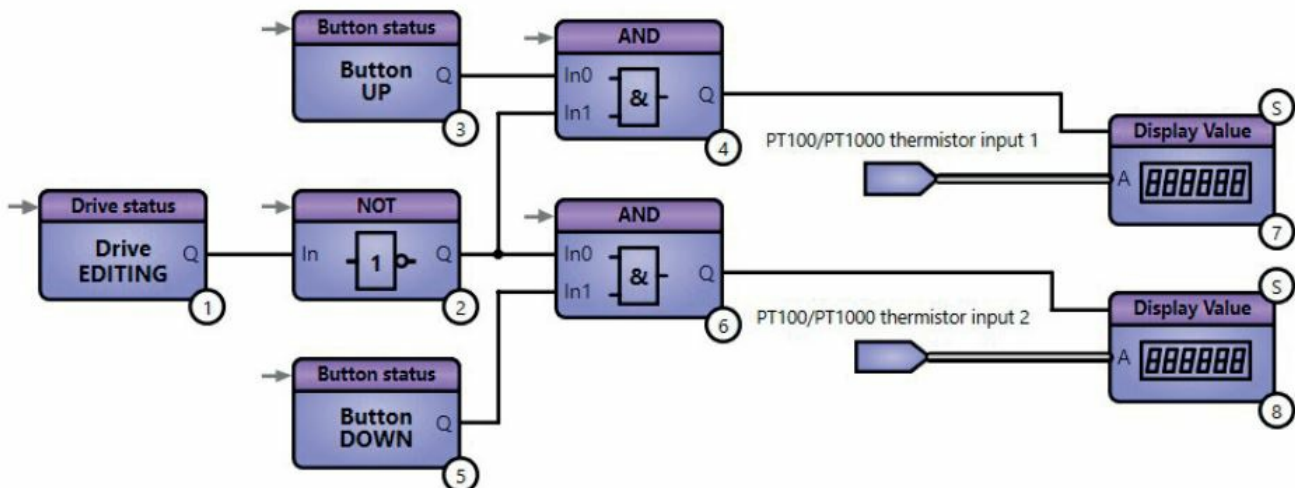 Button status
Button
UP
Q
3
AND
In0
In1
&
Q
4
S
Display Value
A
888888
7
PT100/PT1000 thermistor input 1
Drive status
Drive
EDITING
Q
1
NOT
In
1
Q
2
AND
In0
In1
&
Q
6
S
Display Value
A
888888
8
PT100/PT1000 thermistor input 2
Button status
Button
DOWN
Q
5